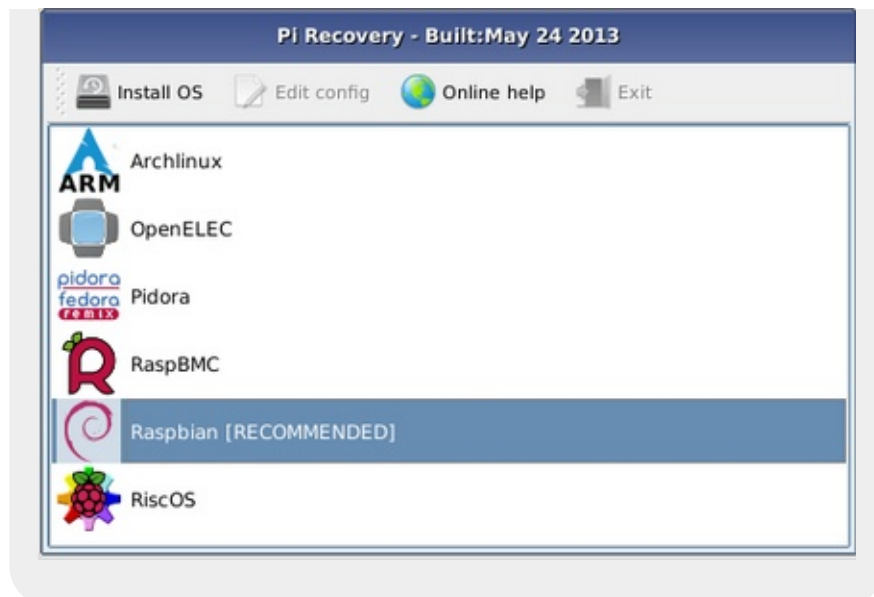 Pi Recovery - Built:May 24 2013
Install OS Edit config Online help Exit
ARM Archlinux
OpenELEC
pidora
fedora
remix
Pidora
RaspBMC
Raspbian [RECOMMENDED]
RiscOS